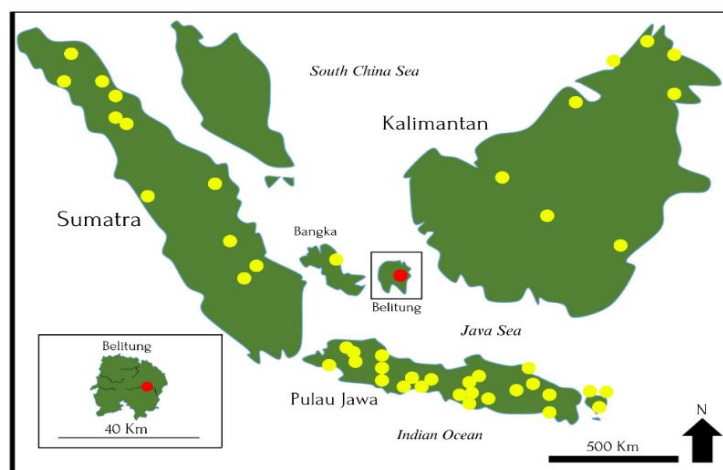 South China Sea
Kalimantan
Sumatra
Bangka
Belitung
Java Sea
Belitung
40 Km
Pulau Jawa
Indian Ocean
N
500 Km